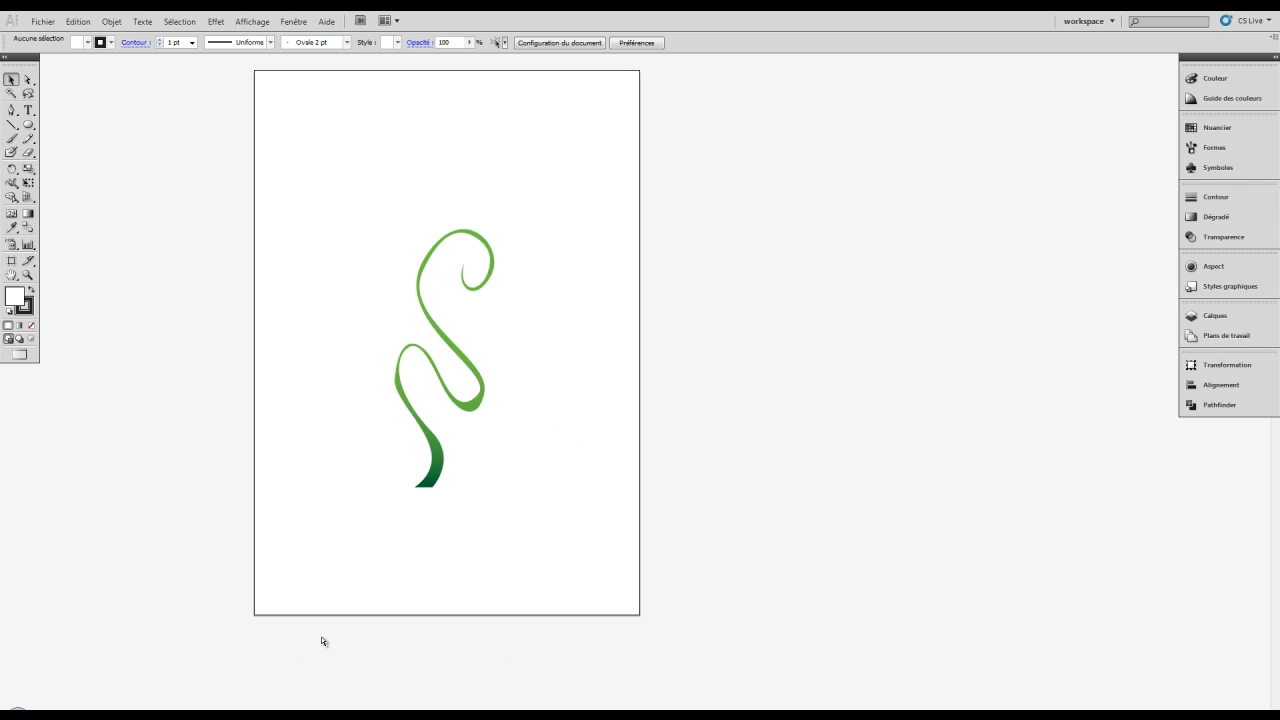 Ai Fichier Edition Objet Texte Sélection Effet Affichage Fenêtre Aide Br workspace CS Live
Aucune sélection Contour : 1 pt Uniforme Ovale 2 pt Style : Opacité : 100 % Configuration du document Préférences
Couleur
Guide des couleurs
Nuancier
Formes
Symboles
Contour
Dégradé
Transparence
Aspect
Styles graphiques
Calques
Plans de travail
Transformation
Alignement
Pathfinder